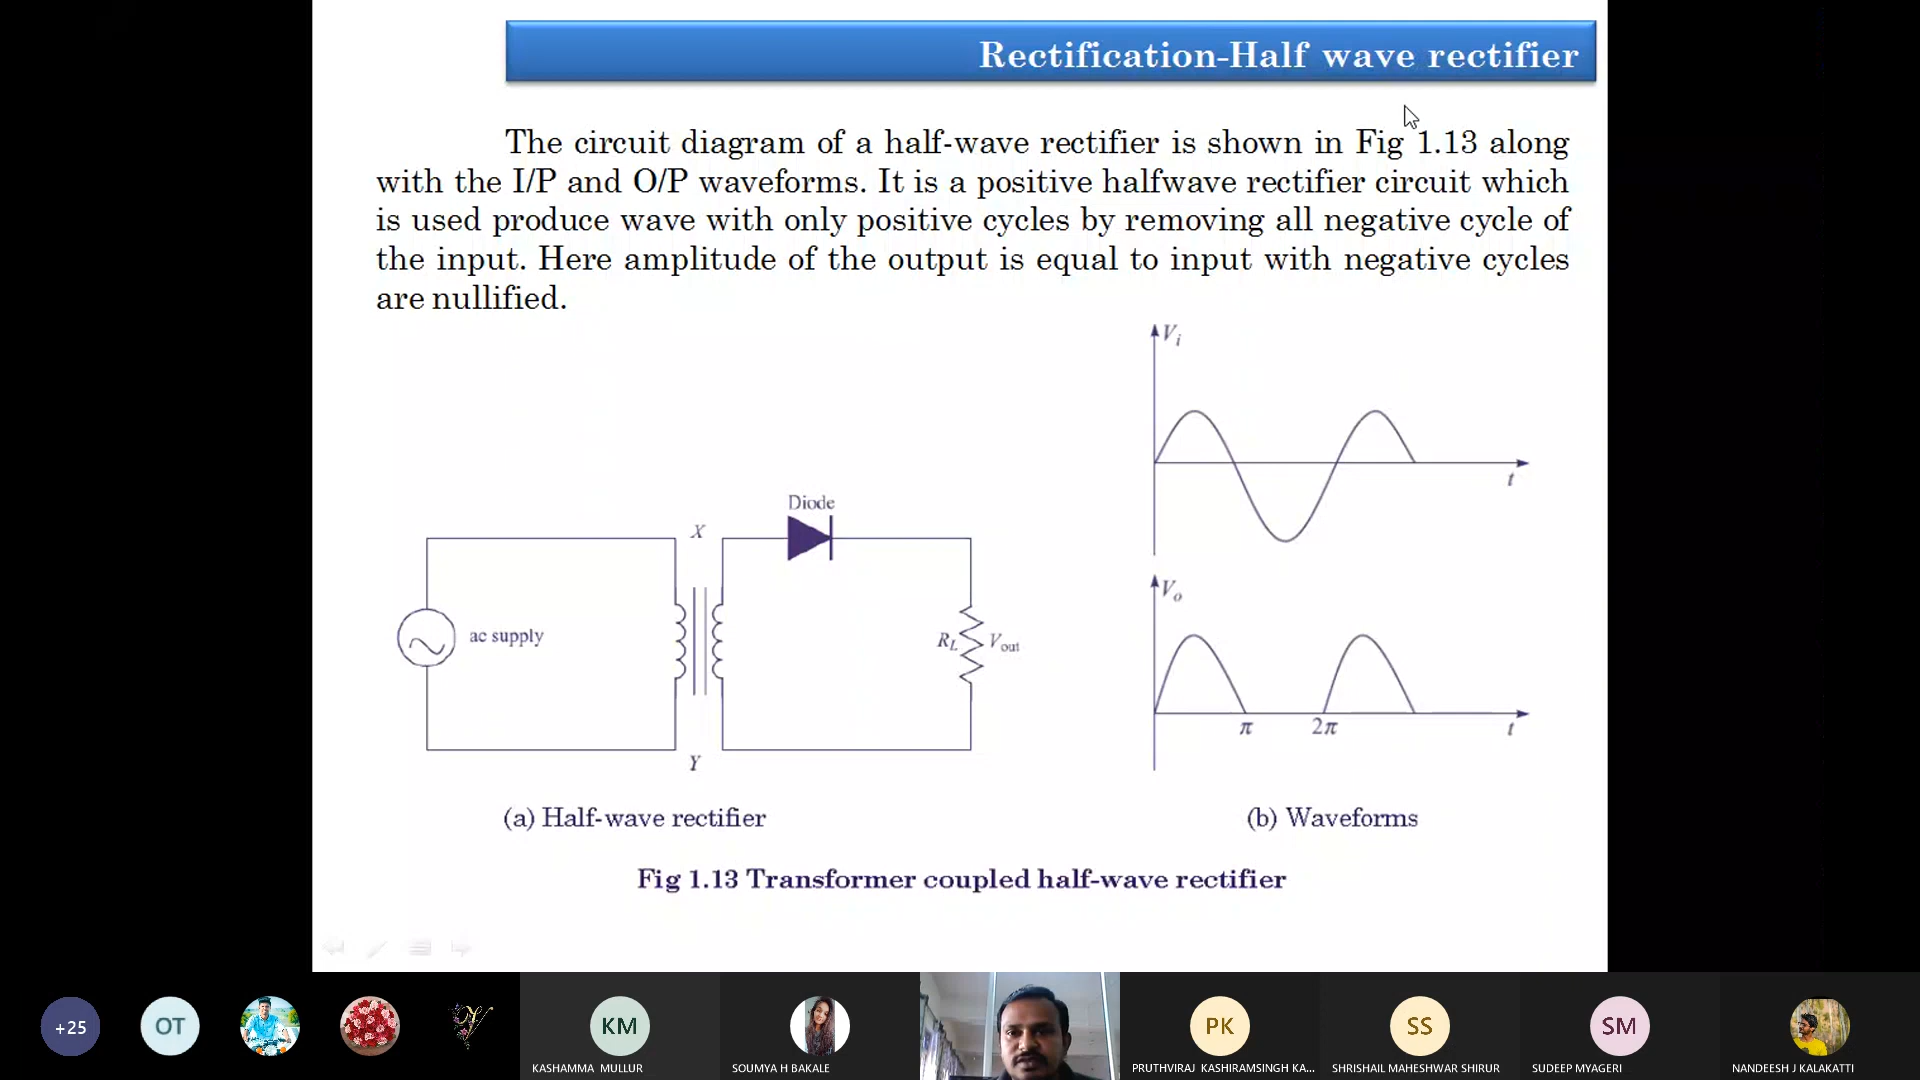 Rectification-Half wave rectifier
The circuit diagram of a half-wave rectifier is shown in Fig 1.13 along
with the I/P and O/P waveforms. It is a positive halfwave rectifier circuit which
is used produce wave with only positive cycles by removing all negative cycle of
the input. Here amplitude of the output is equal to input with negative cycles
are nullified.
Vi
t
Diode
X
ac supply
RL
Vout
Y
Vo
π
2π
t
(a) Half-wave rectifier
(b) Waveforms
Fig 1.13 Transformer coupled half-wave rectifier
+25
OT
KM
PK
SS
SM
KASHAMMA MULLUR
SOUMYA H BAKALE
PRUTHVIRAJ KASHIRAMSINGH KA...
SHRISHAIL MAHESHWAR SHIRUR
SUDEEP MYAGERI
NANDEESH J KALAKATTI